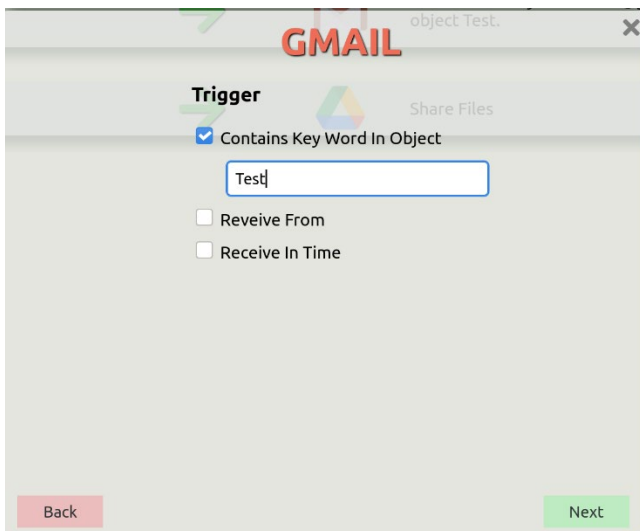 object Test.
GMAIL
Trigger
Share Files
Contains Key Word In Object
Test
Reveive From
Receive In Time
Back
Next